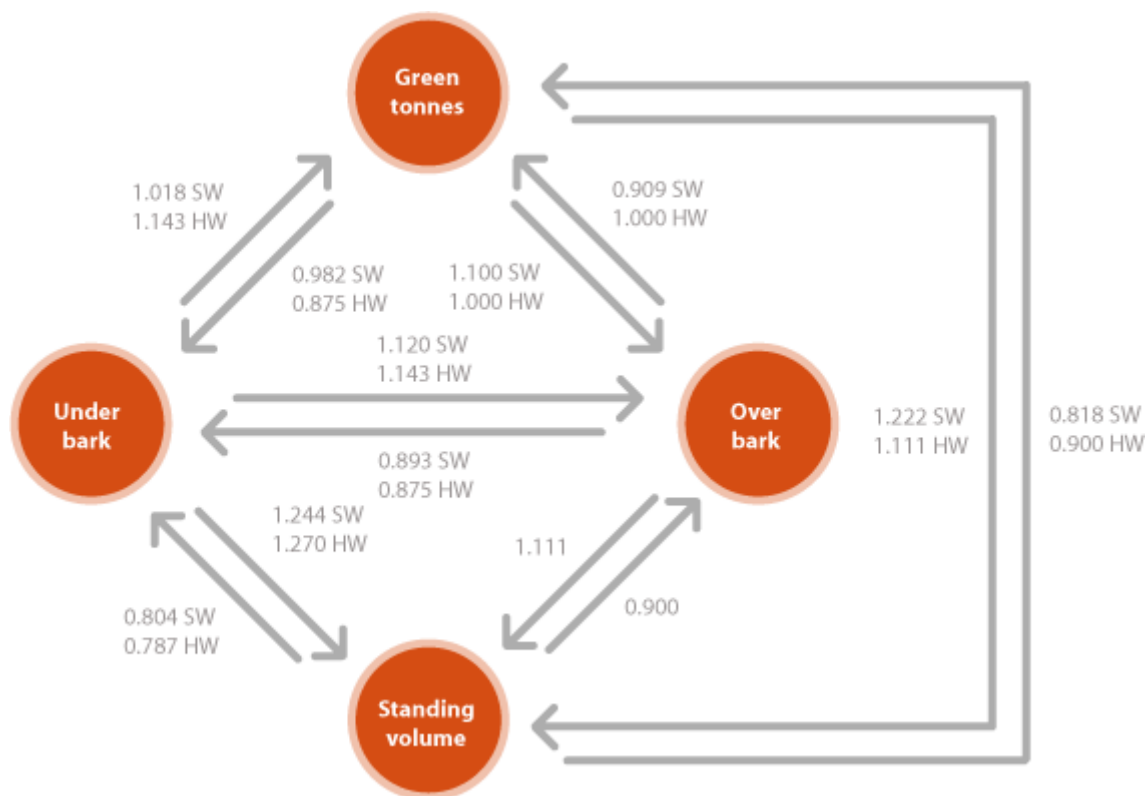 Green
tonnes
1.018 SW
1.143 HW
0.909 SW
1.000 HW
0.982 SW
0.875 HW
1.100 SW
1.000 HW
1.120 SW
1.143 HW
Under
bark
Over
bark
1.222 SW
1.111 HW
0.818 SW
0.900 HW
0.893 SW
0.875 HW
1.244 SW
1.270 HW
1.111
0.804 SW
0.787 HW
0.900
Standing
volume